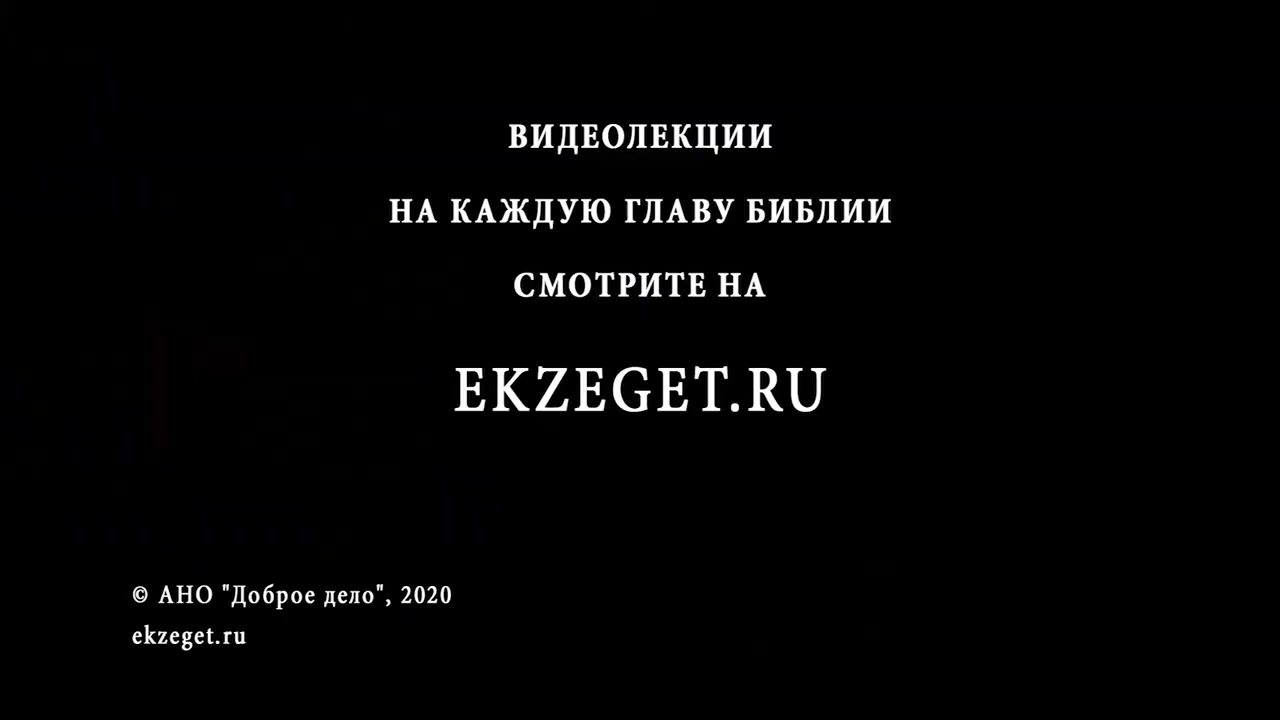 ВИДЕОЛЕКЦИИ
НА КАЖДУЮ ГЛАВУ БИБЛИИ
СМОТРИТЕ НА
EKZEGET.RU
© АНО "Доброе дело", 2020
ekzeget.ru